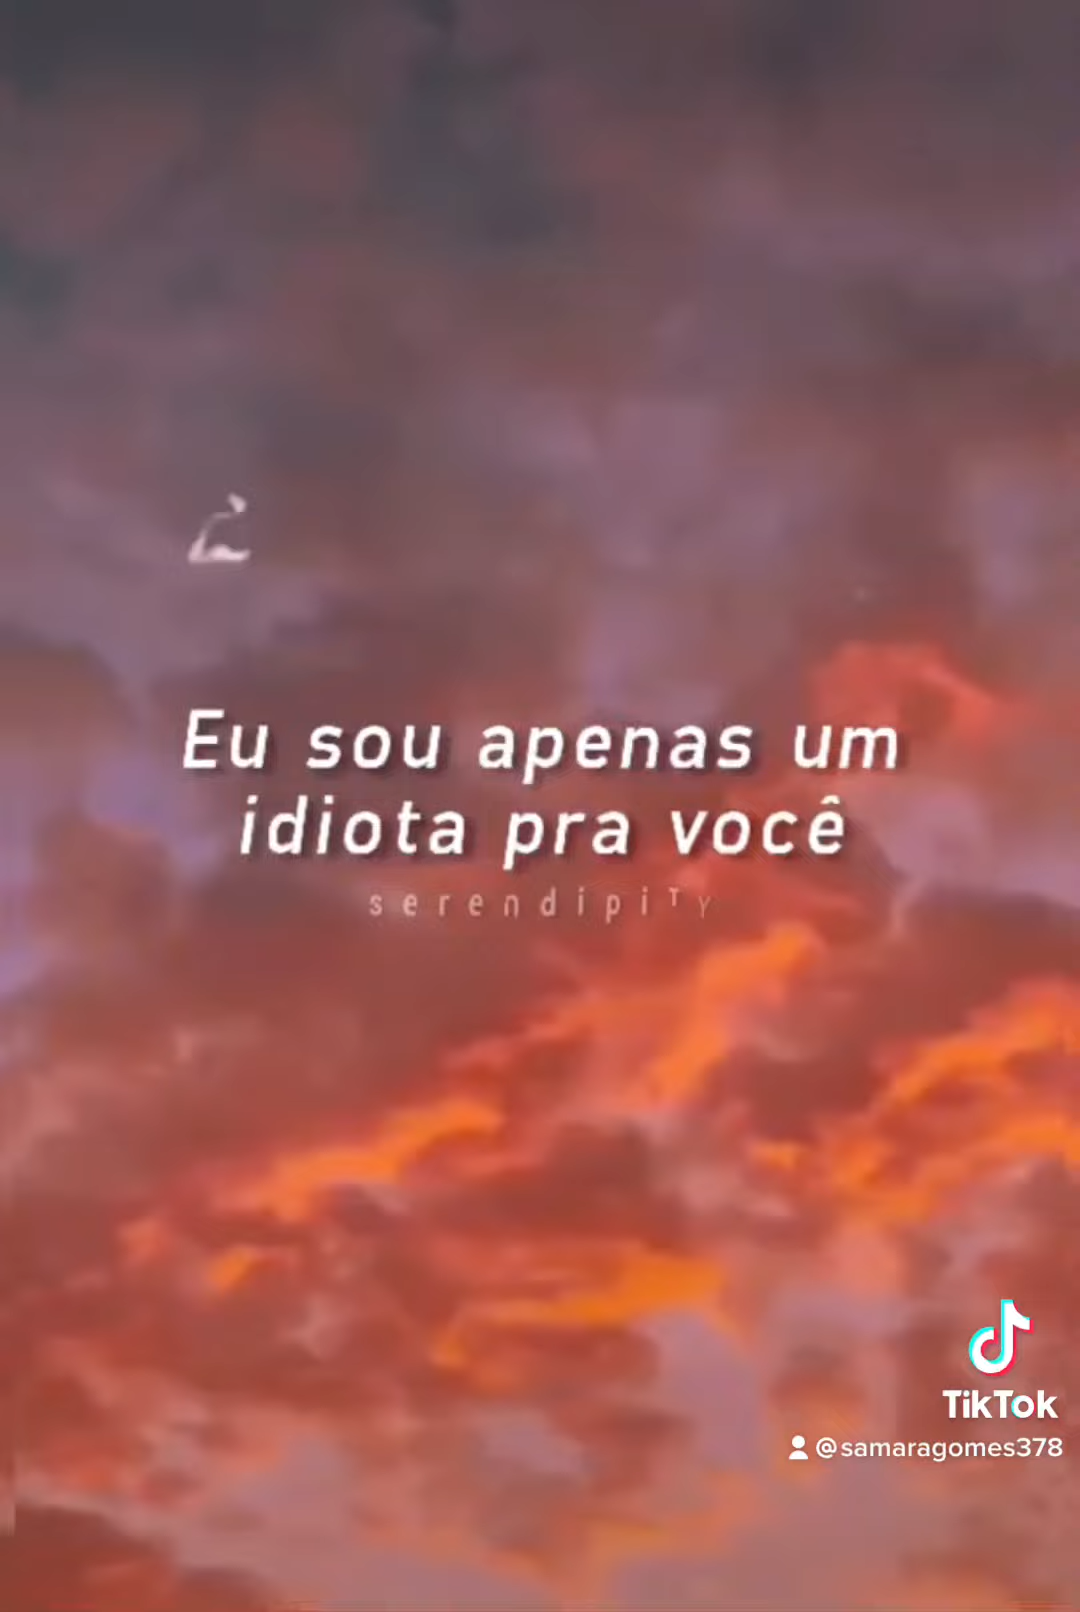 Eu sou apenas um
idiota pra você
serendipiTY
TikTok
@samaragomes378